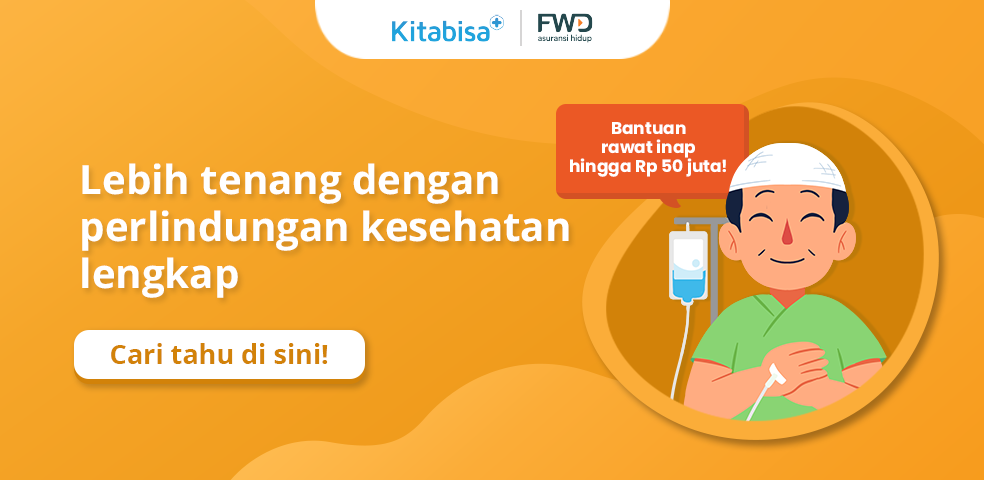 Kitabisa
FWD
asuransi hidup
Bantuan
rawat inap
hingga Rp 50 juta!
Lebih tenang dengan
perlindungan kesehatan
lengkap
Cari tahu di sini!